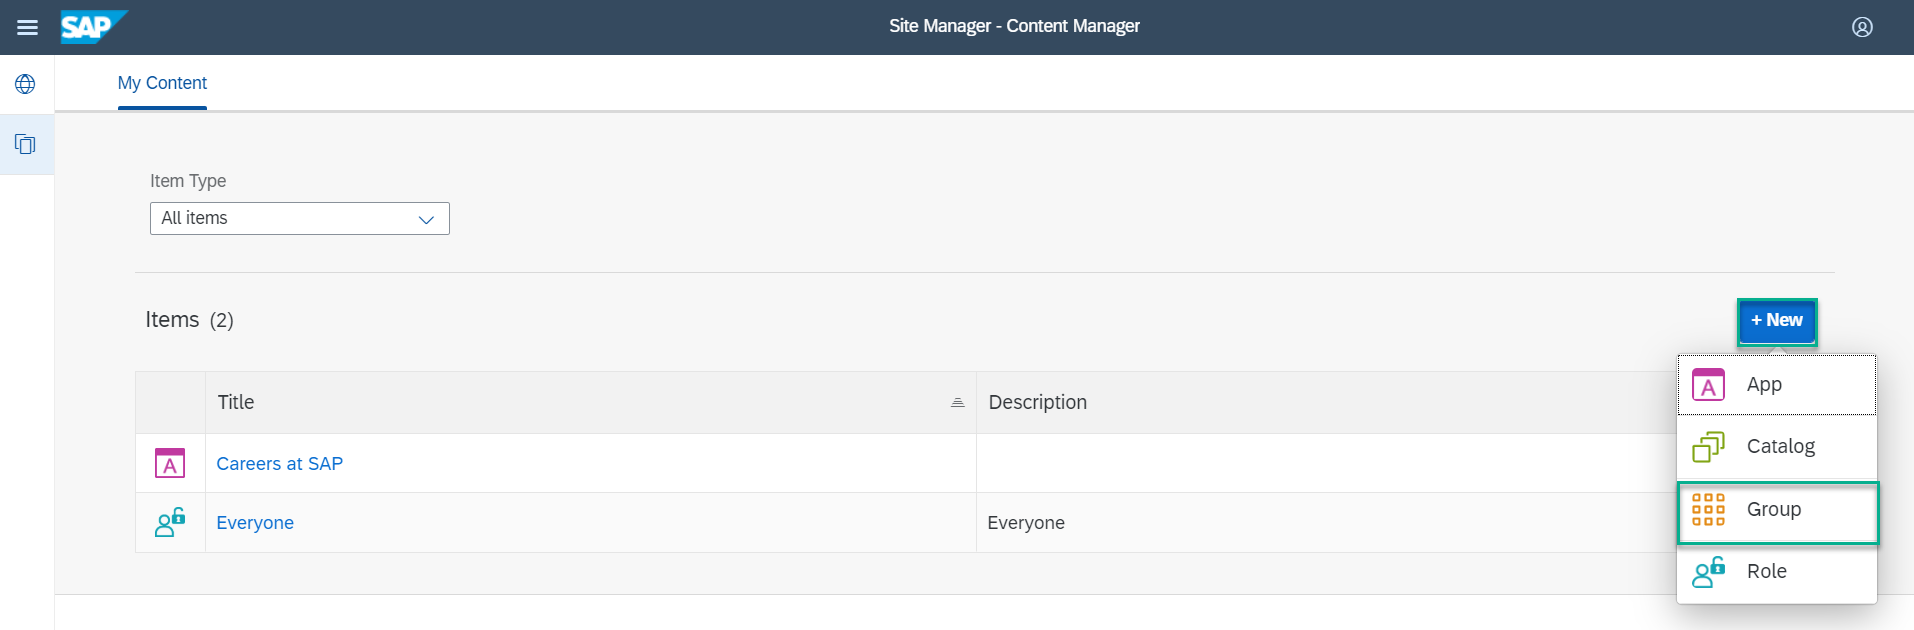 SAP
Site Manager - Content Manager
My Content
Item Type
All items
Items (2)
+ New
Title
Description
A
Careers at SAP
Everyone
Everyone
A
App
Catalog
Group
Role